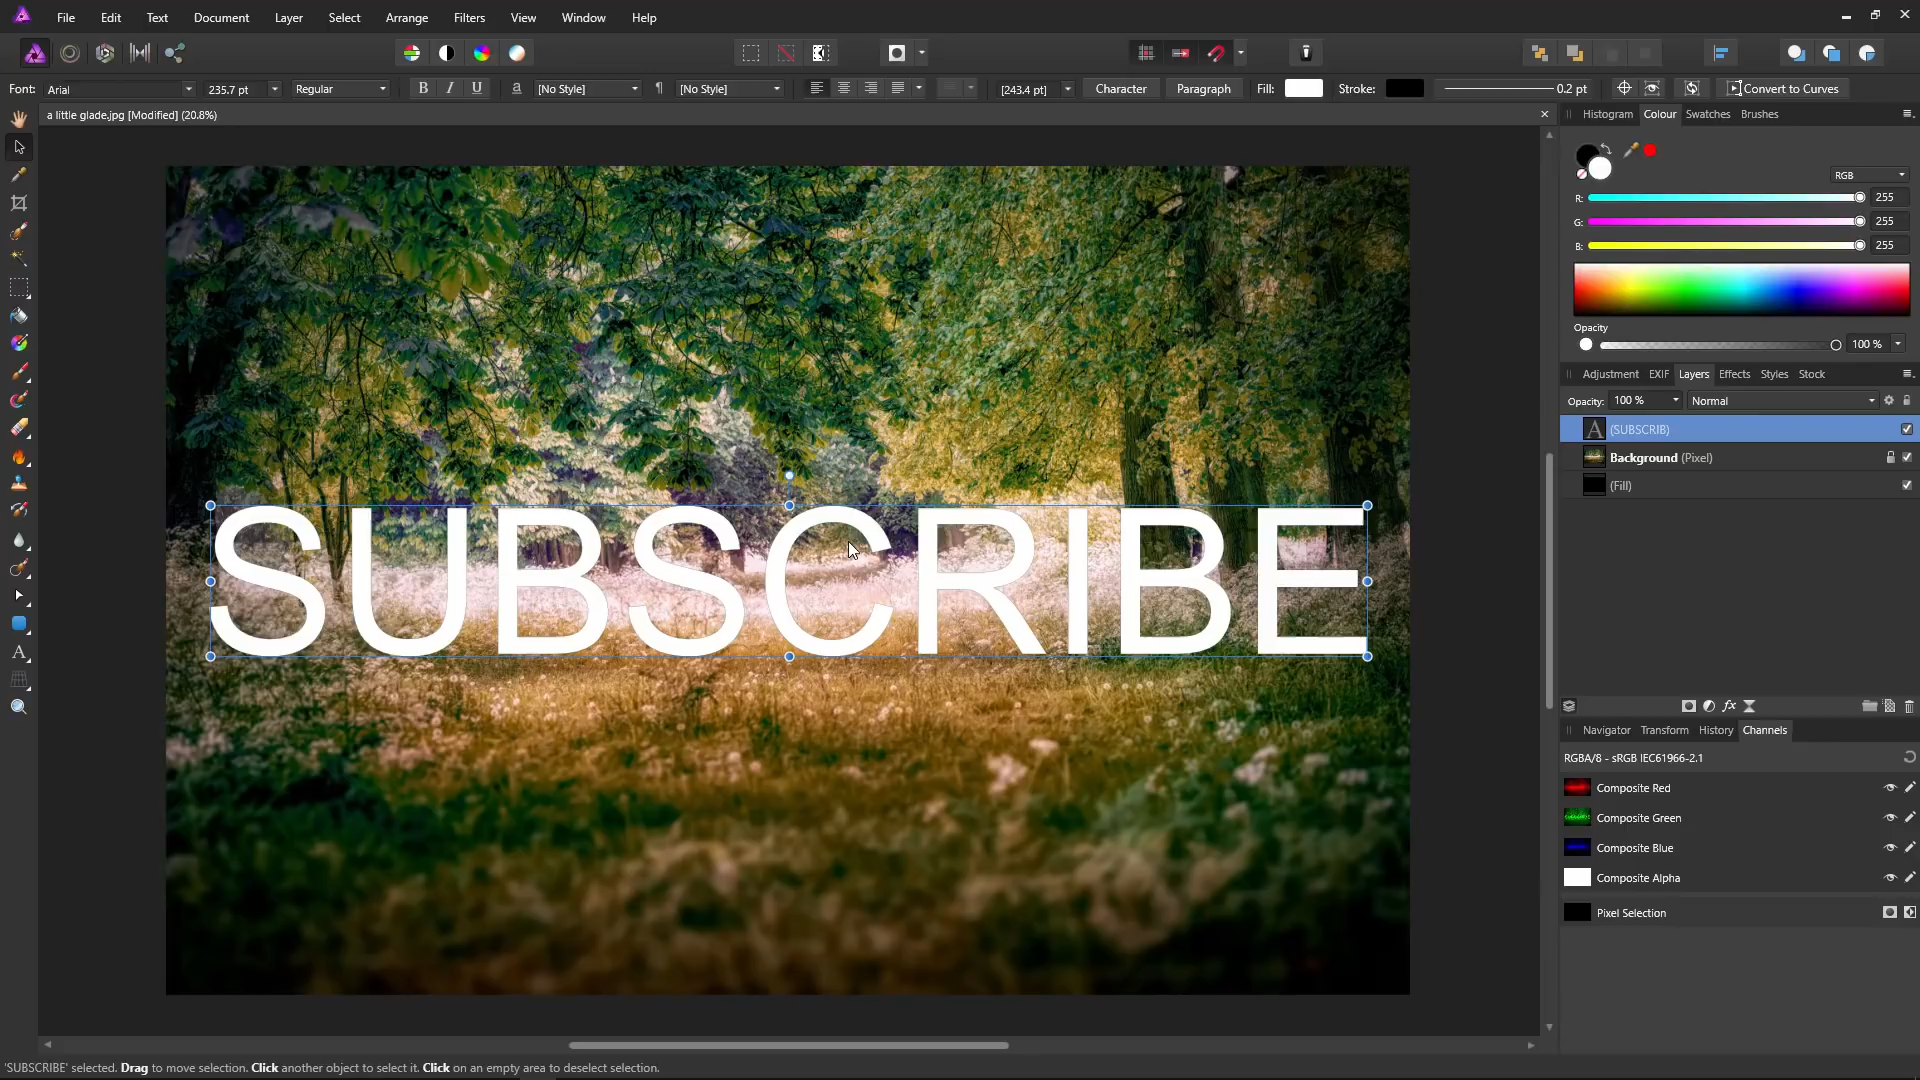 File Edit Text Document Layer Select Arrange Filters View Window Help
Font: Arial 235.7 pt Regular B I U a [No Style] ¶ [No Style] [243.4 pt] Character Paragraph Fill: Stroke: 0.2 pt Convert to Curves
a little glade.jpg [Modified] (20.8%)
Histogram Colour Swatches Brushes
RGB
R: 255
G: 255
B: 255
Opacity
100 %
Adjustment EXIF Layers Effects Styles Stock
Opacity: 100 % Normal
A (SUBSCRIB)
Background (Pixel)
(Fill)
SUBSCRIBE
A
fx
Navigator Transform History Channels
RGBA/8 - sRGB IEC61966-2.1
Composite Red
Composite Green
Composite Blue
Composite Alpha
Pixel Selection
'SUBSCRIBE' selected. Drag to move selection. Click another object to select it. Click on an empty area to deselect selection.